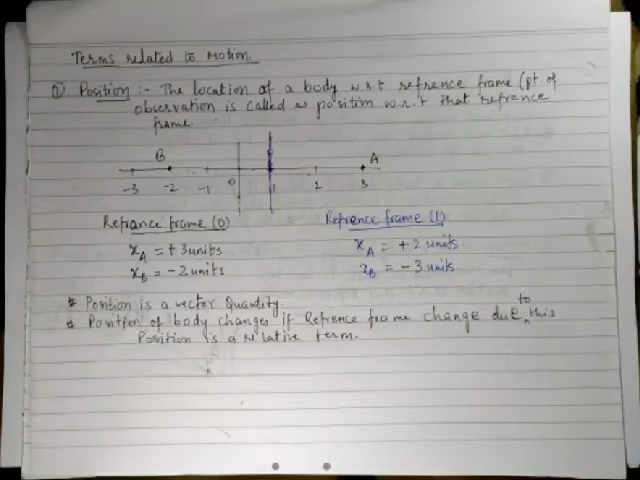 Terms related to Motion.
① Position :- The location of a body w.r.t refrence frame (pt. of
observation is called as position w.r.t that refrence
frame
B A
-3 -2 -1 0 1 2 3
Refrance frame (0) Refrence frame (1)
xA = +3 units xA = +2 units
xB = -2 units xB = -3 units
* Position is a vector Quantity.
* Position of body changes if Refrence frame change due to this
Position is a relative term.